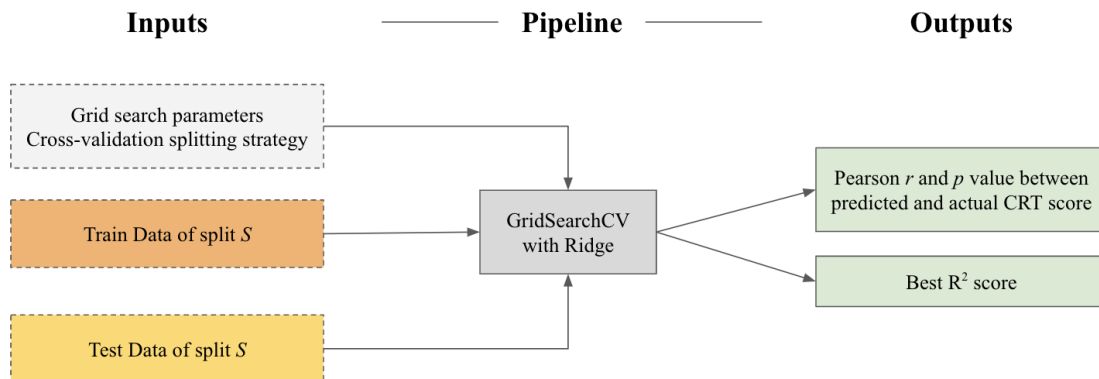 Inputs
Pipeline
Outputs
Grid search parameters
Cross-validation splitting strategy
Train Data of split S
Test Data of split S
GridSearchCV
with Ridge
Pearson r and p value between
predicted and actual CRT score
Best R² score